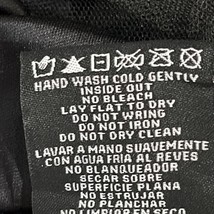 HAND WASH COLD GENTLY
INSIDE OUT
NO BLEACH
LAY FLAT TO DRY
DO NOT WRING
DO NOT IRON
DO NOT DRY CLEAN
LAVAR A MANO SUAVEMENTE
CON AGUA FRIA AL REVES
NO BLANQUEADOR
SECAR SOBRE
SUPERFICIE PLANA
NO ESTRUJAR
NO PLANCHAR
NO LIMPIAR EN SECO